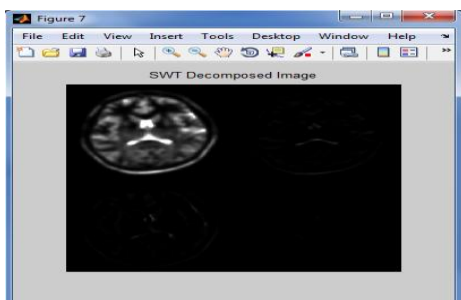 Figure 7
File Edit View Insert Tools Desktop Window Help
SWT Decomposed Image